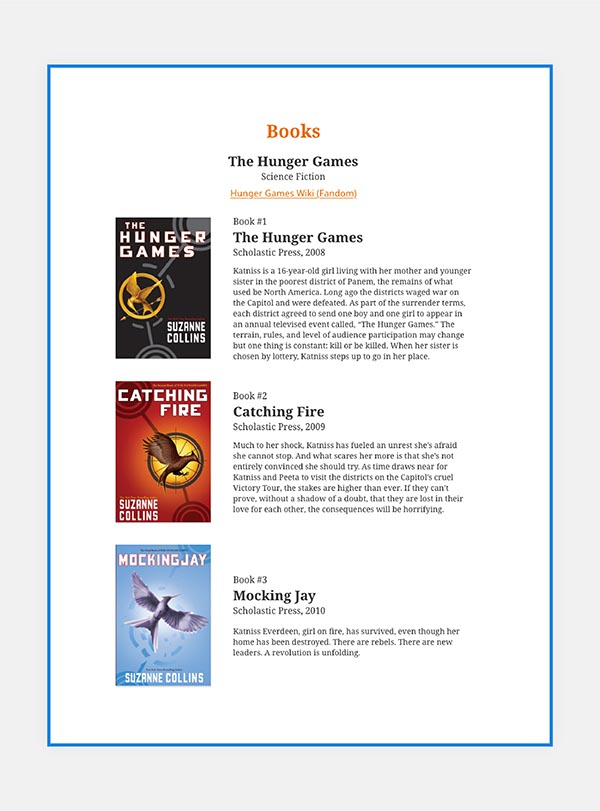 Books
The Hunger Games
Science Fiction
Hunger Games Wiki (Fandom)
THE
HUNGER
GAMES
SUZANNE
COLLINS
Book #1
The Hunger Games
Scholastic Press, 2008
Katniss is a 16-year-old girl living with her mother and younger
sister in the poorest district of Panem, the remains of what
used be North America. Long ago the districts waged war on
the Capitol and were defeated. As part of the surrender terms,
each district agreed to send one boy and one girl to appear in
an annual televised event called, “The Hunger Games.” The
terrain, rules, and level of audience participation may change
but one thing is constant: kill or be killed. When her sister is
chosen by lottery, Katniss steps up to go in her place.
CATCHING
FIRE
SUZANNE
COLLINS
Book #2
Catching Fire
Scholastic Press, 2009
Much to her shock, Katniss has fueled an unrest she's afraid
she cannot stop. And what scares her more is that she's not
entirely convinced she should try. As time draws near for
Katniss and Peeta to visit the districts on the Capitol's cruel
Victory Tour, the stakes are higher than ever. If they can't
prove, without a shadow of a doubt, that they are lost in their
love for each other, the consequences will be horrifying.
MOCKINGJAY
SUZANNE COLLINS
Book #3
Mocking Jay
Scholastic Press, 2010
Katniss Everdeen, girl on fire, has survived, even though her
home has been destroyed. There are rebels. There are new
leaders. A revolution is unfolding.